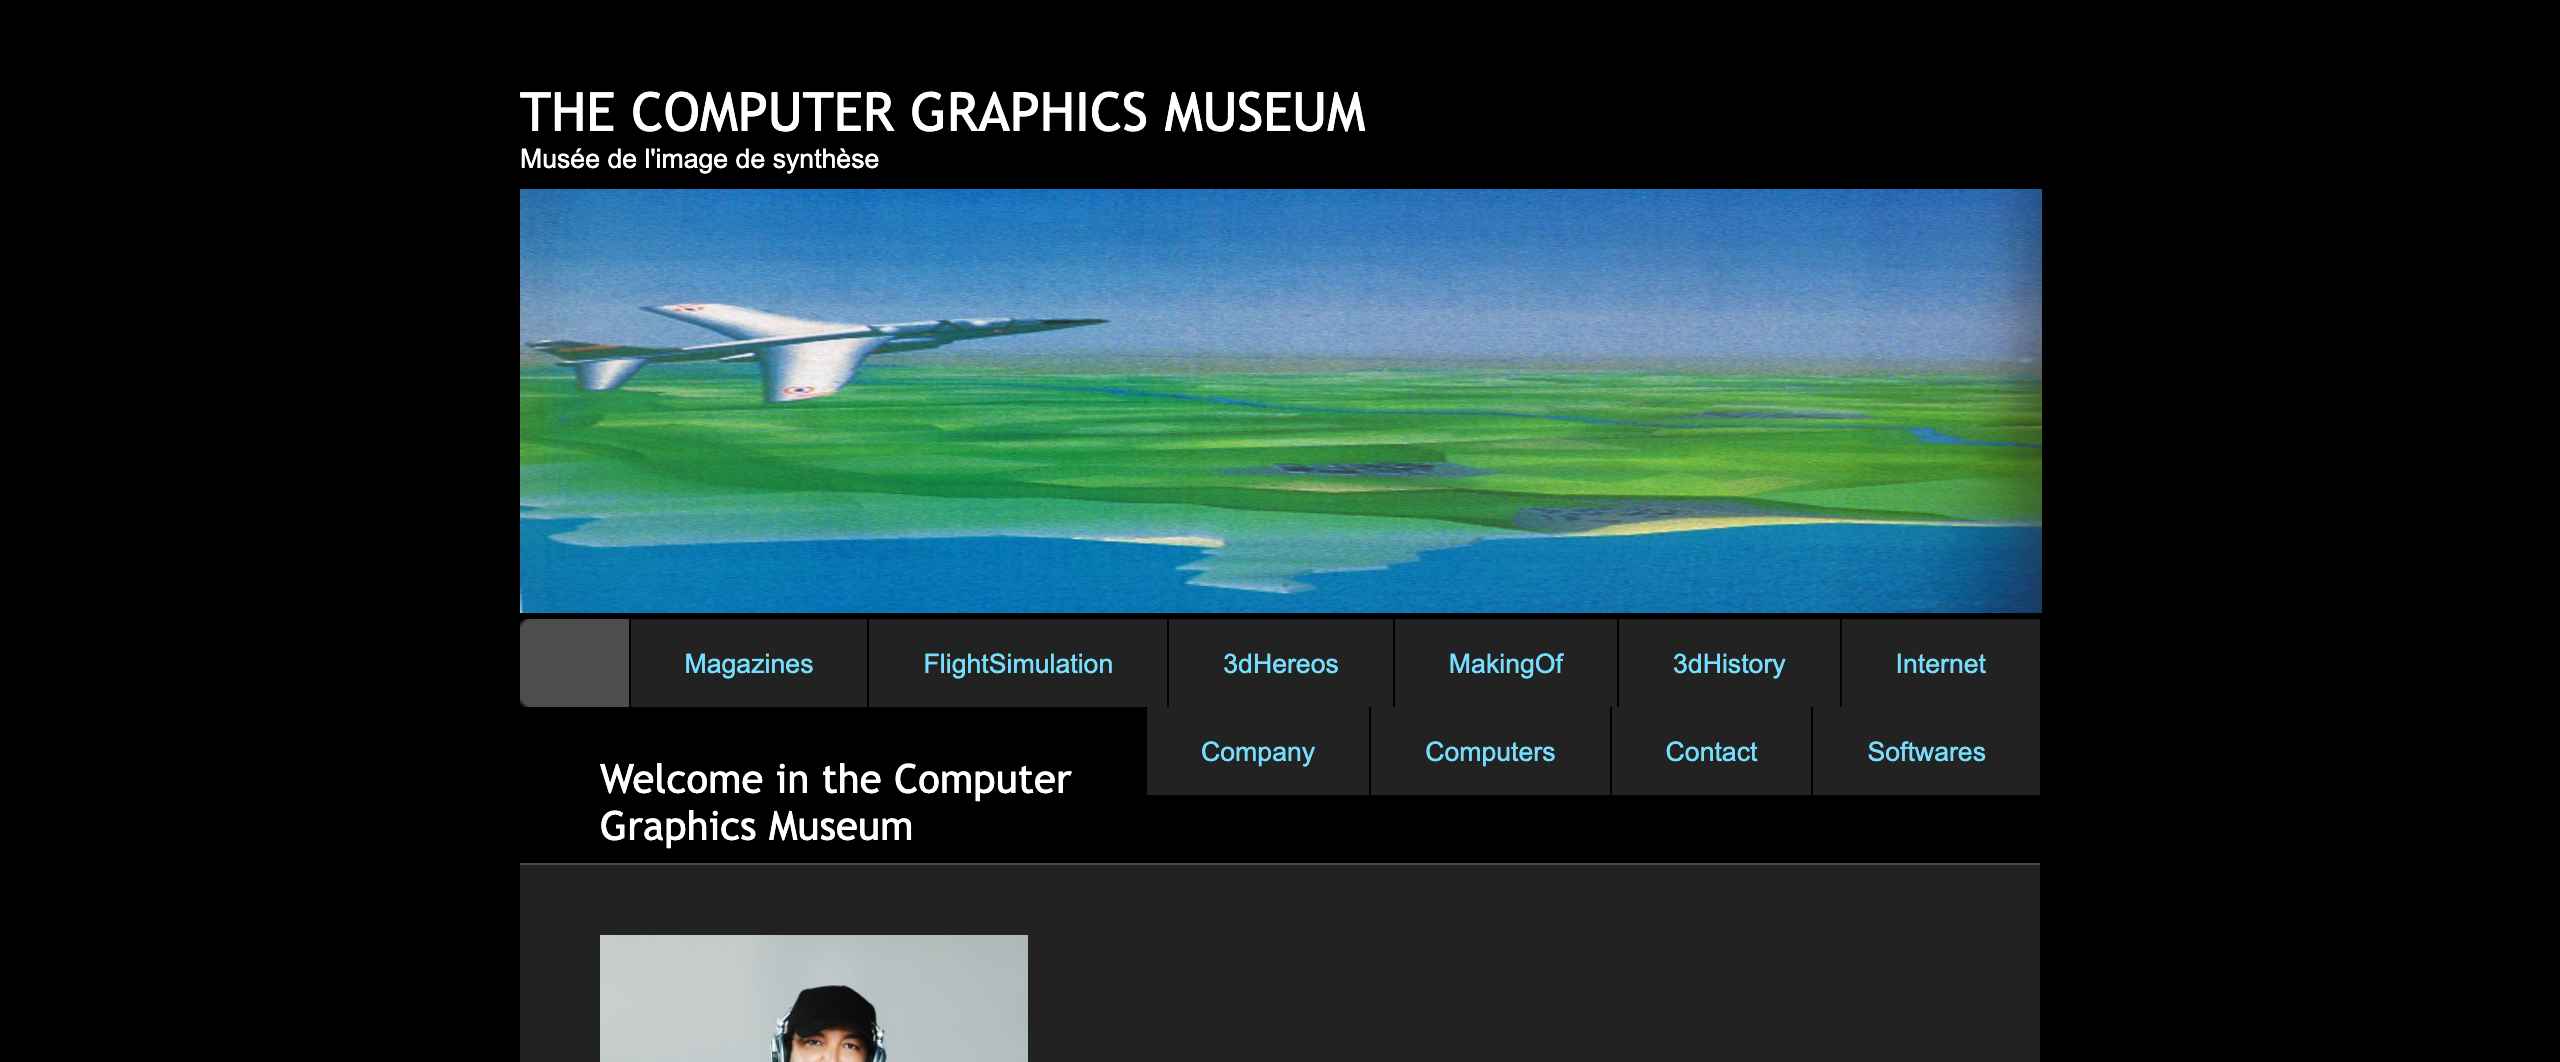 THE COMPUTER GRAPHICS MUSEUM
Musée de l'image de synthèse
Magazines
FlightSimulation
3dHereos
MakingOf
3dHistory
Internet
Company
Computers
Contact
Softwares
Welcome in the Computer
Graphics Museum